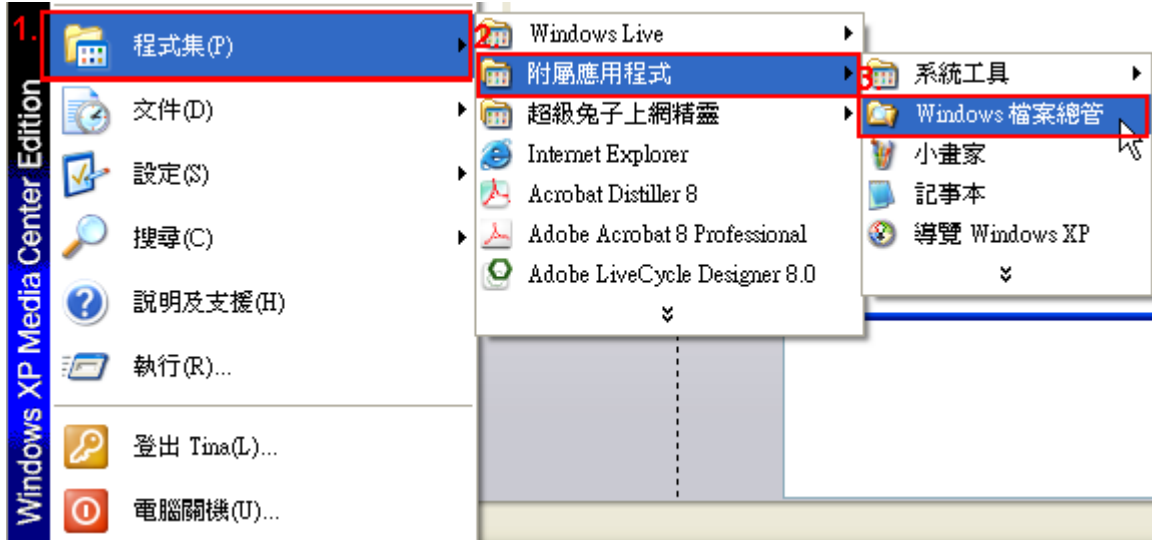 1.
程式集(P)
文件(D)
設定(S)
搜尋(C)
說明及支援(H)
執行(R)...
登出 Tina(L)...
電腦關機(U)...
Windows XP Media Center Edition
2.
Windows Live
附屬應用程式
超級兔子上網精靈
Internet Explorer
Acrobat Distiller 8
Adobe Acrobat 8 Professional
Adobe LiveCycle Designer 8.0
3.
系統工具
Windows 檔案總管
小畫家
記事本
導覽 Windows XP